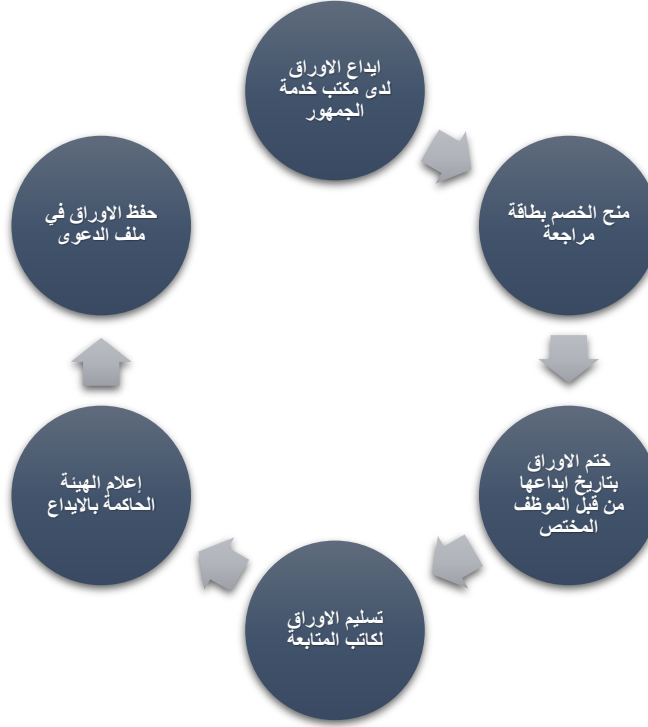 ايداع الاوراق
لدى مكتب خدمة
الجمهور
منح الخصم بطاقة
مراجعة
ختم الاوراق
بتاريخ ايداعها
من قبل الموظف
المختص
تسليم الاوراق
لكاتب المتابعة
إعلام الهيئة
الحاكمة بالايداع
حفظ الاوراق في
ملف الدعوى